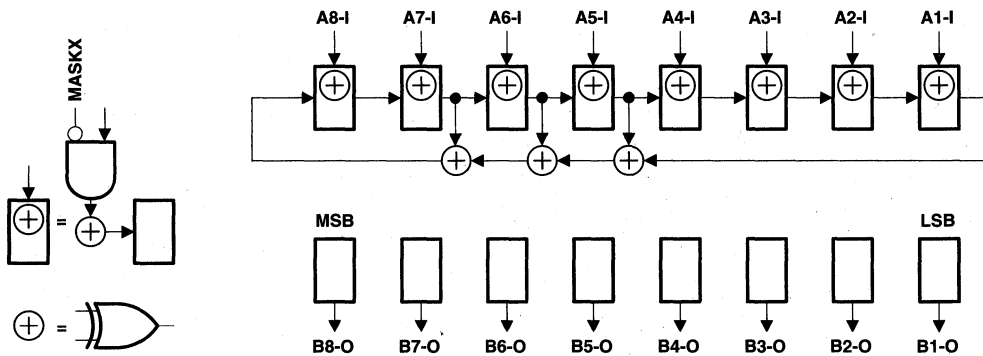 A8-I A7-I A6-I A5-I A4-I A3-I A2-I A1-I
MASKX
=
=
MSB LSB
B8-O B7-O B6-O B5-O B4-O B3-O B2-O B1-O